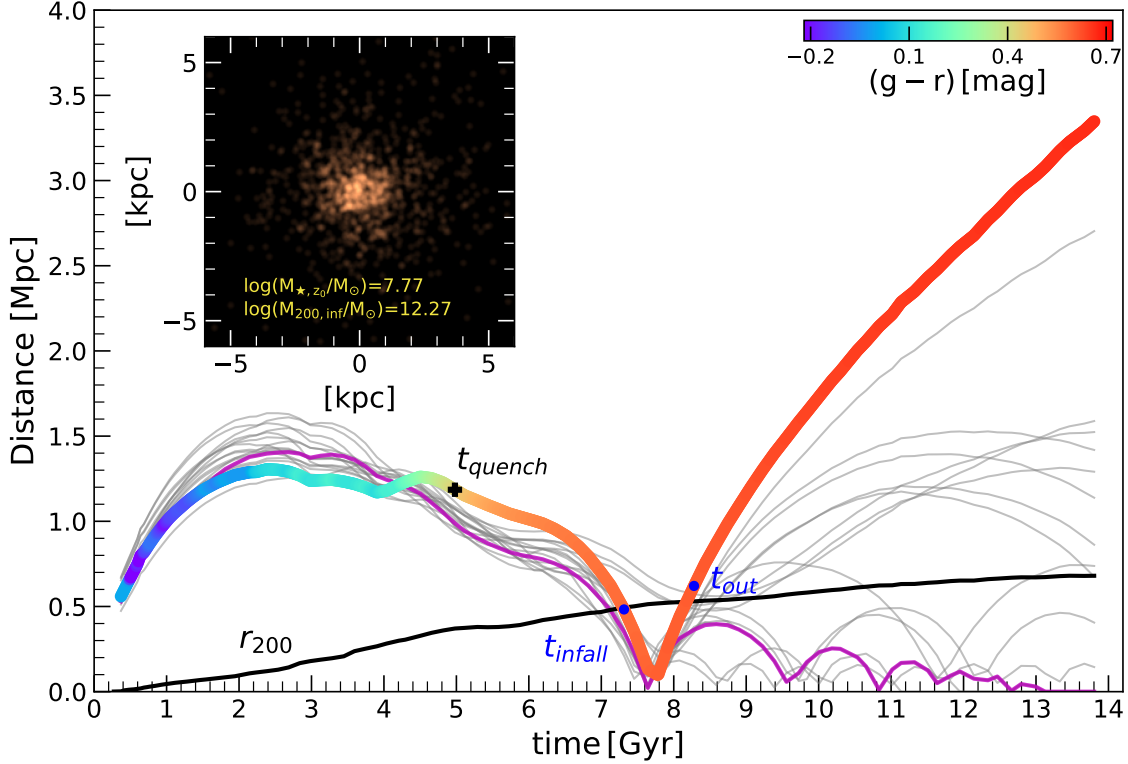 4.0
3.5
3.0
2.5
2.0
1.5
1.0
0.5
0.0
Distance [Mpc]
0 1 2 3 4 5 6 7 8 9 10 11 12 13 14
time [Gyr]
−0.2 0.1 0.4 0.7
(g − r) [mag]
5
0
−5
[kpc]
log(M★, z₀/M⊙)=7.77
log(M200, inf/M⊙)=12.27
−5 0 5
[kpc]
tquench
tout
tinfall
r200